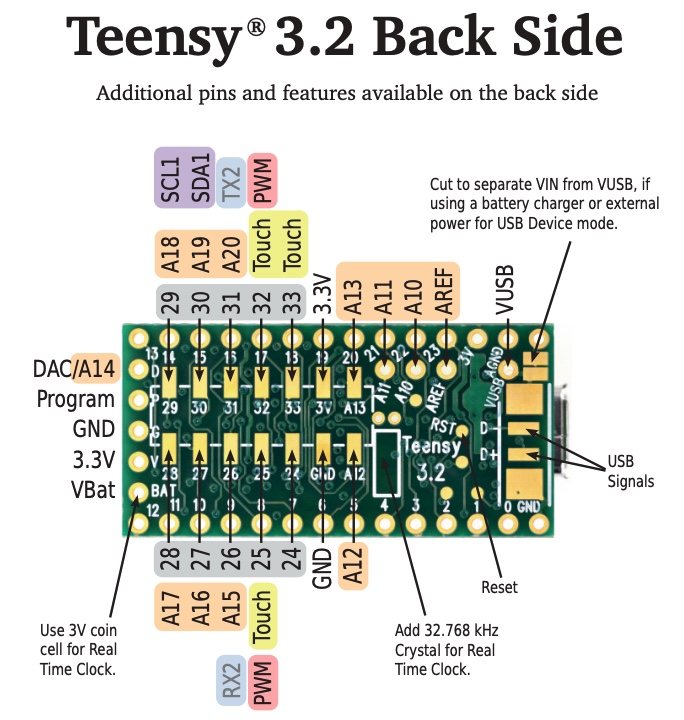 Teensy® 3.2 Back Side
Additional pins and features available on the back side
SCL1
SDA1
TX2
PWM
Cut to separate VIN from VUSB, if
using a battery charger or external
power for USB Device mode.
A18
A19
A20
Touch
Touch
29
30
31
32
33
3.3V
A13
A11
A10
AREF
VUSB
13 14 15 16 17 18 19 20 21 22 23 3V AGND
DAC/A14
D
A11
A10
AREF
VUSB
Program
P
29 30 31 32 33 3V A13
GND
G
RST
D-
3.3V
V
28 27 26 25 24 GND A12
Teensy
3.2
D+
USB
Signals
VBat
BAT
12 11 10 9 8 7 6 5 4 3 2 1 0 GND
28
27
26
25
24
GND
A12
Reset
A17
A16
A15
Touch
Use 3V coin
cell for Real
Time Clock.
Add 32.768 kHz
Crystal for Real
Time Clock.
RX2
PWM